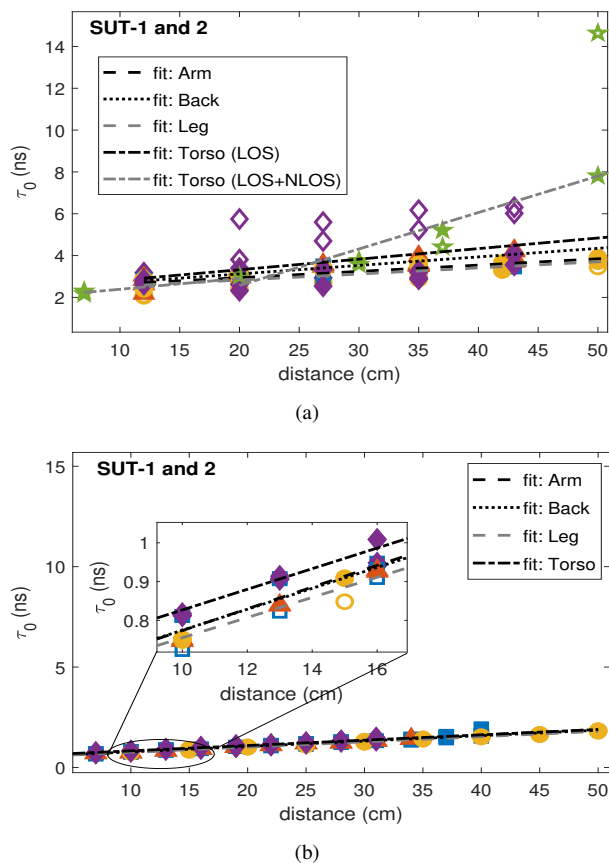 SUT-1 and 2
fit: Arm
fit: Back
fit: Leg
fit: Torso (LOS)
fit: Torso (LOS+NLOS)
14
12
10
8
6
4
2
τ0 (ns)
10 15 20 25 30 35 40 45 50
distance (cm)
(a)
SUT-1 and 2
fit: Arm
fit: Back
fit: Leg
fit: Torso
15
10
5
0
τ0 (ns)
1
0.9
0.8
τ0 (ns)
10 12 14 16
distance (cm)
5 10 15 20 25 30 35 40 45 50
distance (cm)
(b)